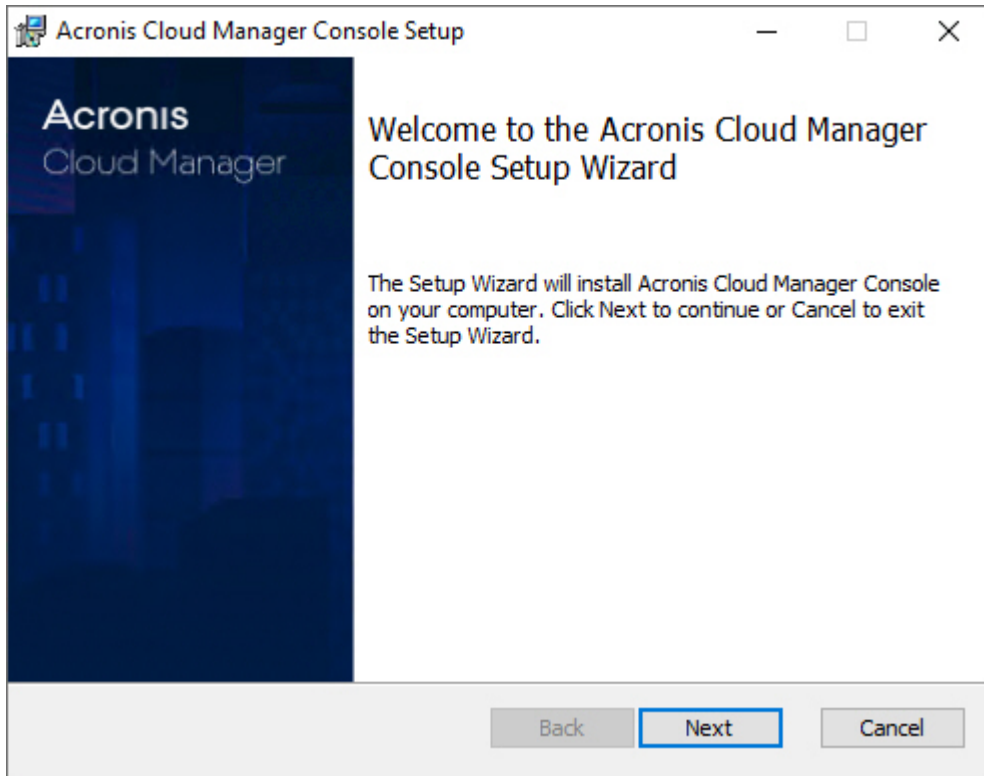 Acronis Cloud Manager Console Setup
Acronis
Cloud Manager
Welcome to the Acronis Cloud Manager
Console Setup Wizard
The Setup Wizard will install Acronis Cloud Manager Console
on your computer. Click Next to continue or Cancel to exit
the Setup Wizard.
Back Next Cancel